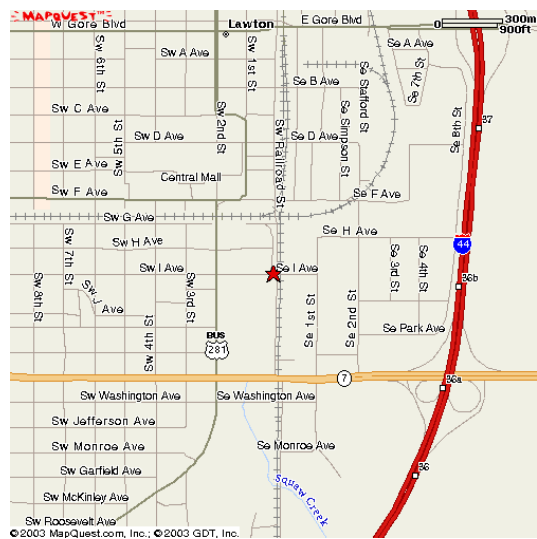 MAPQUEST
W Gore Blvd
Lawton
E Gore Blvd
0
300m
900ft
Sw 6th St
Sw A Ave
Sw 1st St
Se A Ave
Se 7th St
Se B Ave
Se Stafford St
Sw C Ave
Sw 2nd St
Se Simpson St
Se 8th St
37
Sw 5th St
Sw D Ave
Sw Railroad St
Se D Ave
Sw E Ave
Central Mall
Sw F Ave
Se F Ave
Sw G Ave
Sw H Ave
Se H Ave
44
Sw 7th St
Sw I Ave
Se I Ave
Se 3rd St
Se 4th St
36b
Sw 8th St
Sw J Ave
Sw 3rd St
Se 1st St
Se 2nd St
Sw 4th St
BUS
281
Se Park Ave
7
36a
Sw Washington Ave
Se Washington Ave
Sw Jefferson Ave
Sw Monroe Ave
Se Monroe Ave
Sw Garfield Ave
36
Sw McKinley Ave
Squaw Creek
Sw Roosevelt Ave
© 2003 MapQuest.com, Inc.; © 2003 GDT, Inc.